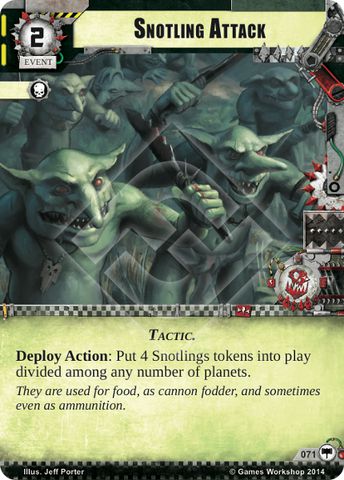 2
EVENT
Snotling Attack
Tactic.
Deploy Action: Put 4 Snotlings tokens into play
divided among any number of planets.
They are used for food, as cannon fodder, and sometimes
even as ammunition.
071
Illus. Jeff Porter
© Games Workshop 2014